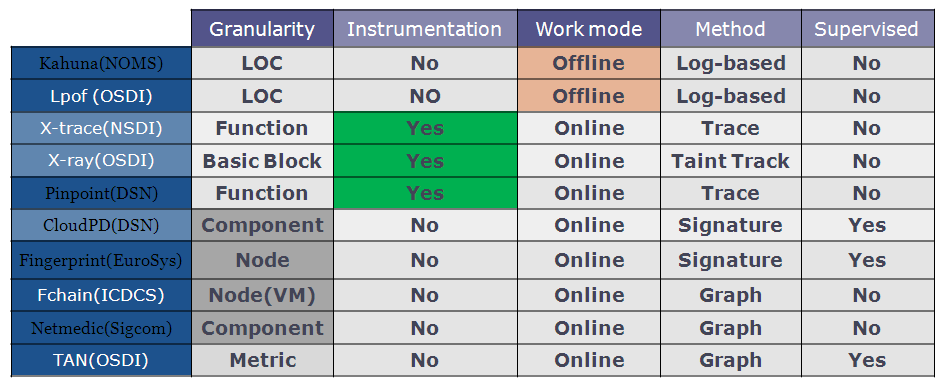 Granularity Instrumentation Work mode Method Supervised
Kahuna(NOMS) LOC No Offline Log-based No
Lpof (OSDI) LOC NO Offline Log-based No
X-trace(NSDI) Function Yes Online Trace No
X-ray(OSDI) Basic Block Yes Online Taint Track No
Pinpoint(DSN) Function Yes Online Trace No
CloudPD(DSN) Component No Online Signature Yes
Fingerprint(EuroSys) Node No Online Signature Yes
Fchain(ICDCS) Node(VM) No Online Graph No
Netmedic(Sigcom) Component No Online Graph No
TAN(OSDI) Metric No Online Graph Yes